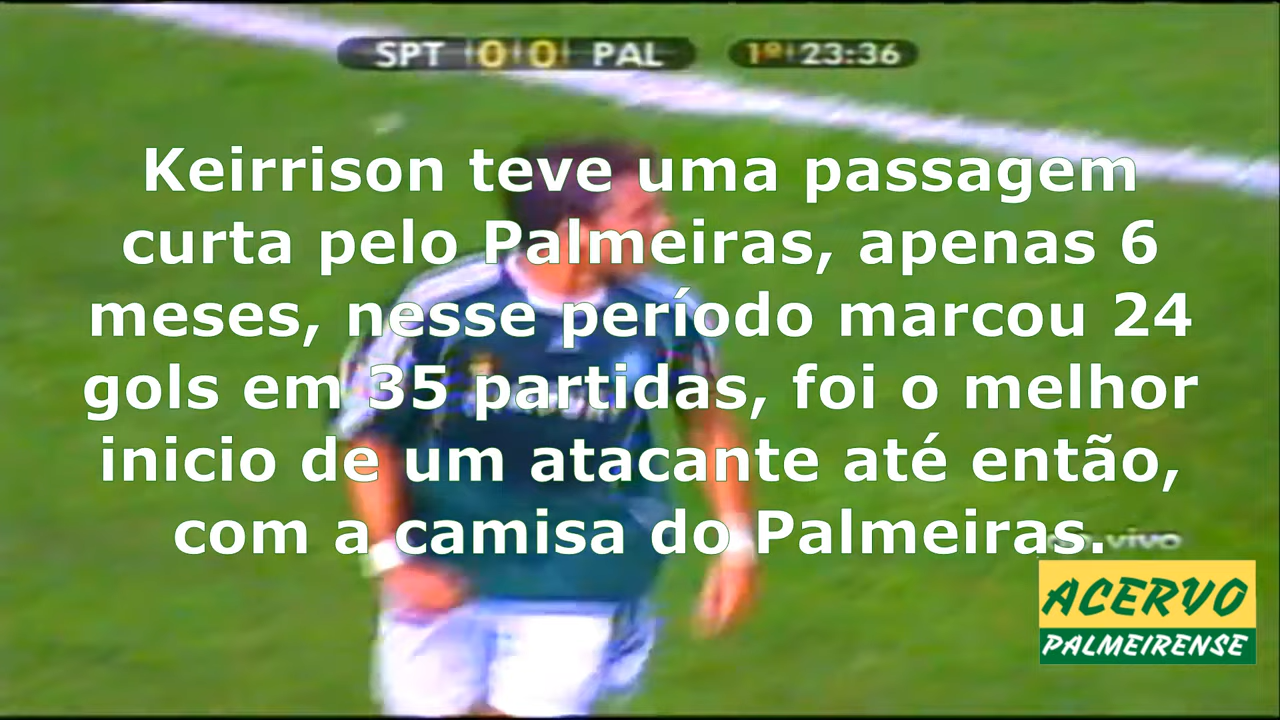 SPT 0 0 PAL 1º 23:36
Keirrison teve uma passagem
curta pelo Palmeiras, apenas 6
meses, nesse período marcou 24
gols em 35 partidas, foi o melhor
inicio de um atacante até então,
com a camisa do Palmeiras.
vivo
ACERVO
PALMEIRENSE